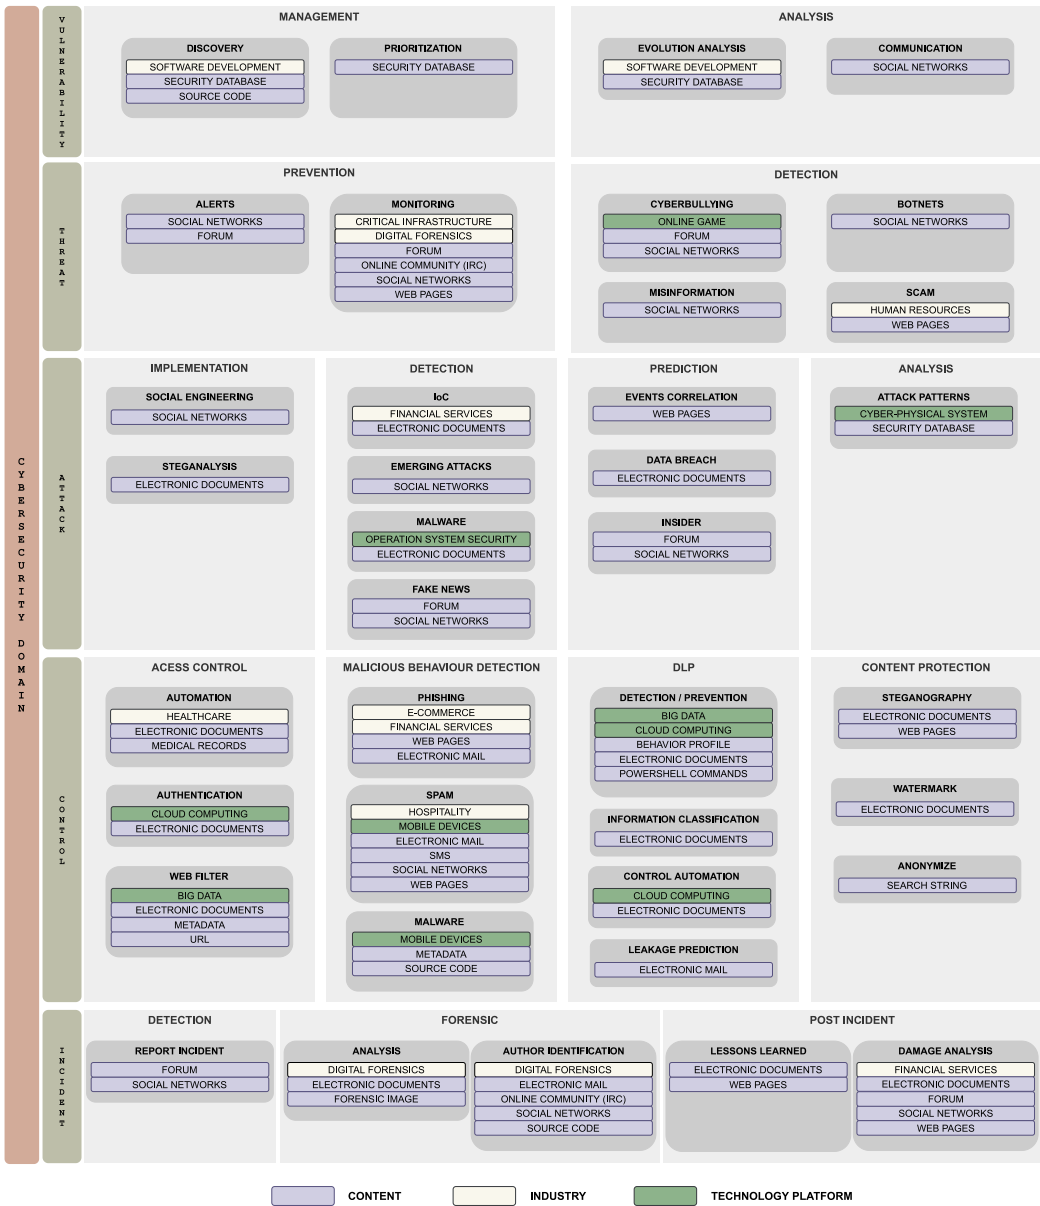 CYBERSECURITY DOMAIN
VULNERABILITY
MANAGEMENT
DISCOVERY
SOFTWARE DEVELOPMENT
SECURITY DATABASE
SOURCE CODE
PRIORITIZATION
SECURITY DATABASE
ANALYSIS
EVOLUTION ANALYSIS
SOFTWARE DEVELOPMENT
SECURITY DATABASE
COMMUNICATION
SOCIAL NETWORKS
THREAT
PREVENTION
ALERTS
SOCIAL NETWORKS
FORUM
MONITORING
CRITICAL INFRASTRUCTURE
DIGITAL FORENSICS
FORUM
ONLINE COMMUNITY (IRC)
SOCIAL NETWORKS
WEB PAGES
DETECTION
CYBERBULLYING
ONLINE GAME
FORUM
SOCIAL NETWORKS
BOTNETS
SOCIAL NETWORKS
MISINFORMATION
SOCIAL NETWORKS
SCAM
HUMAN RESOURCES
WEB PAGES
ATTACK
IMPLEMENTATION
SOCIAL ENGINEERING
SOCIAL NETWORKS
STEGANALYSIS
ELECTRONIC DOCUMENTS
DETECTION
IoC
FINANCIAL SERVICES
ELECTRONIC DOCUMENTS
EMERGING ATTACKS
SOCIAL NETWORKS
MALWARE
OPERATION SYSTEM SECURITY
ELECTRONIC DOCUMENTS
FAKE NEWS
FORUM
SOCIAL NETWORKS
PREDICTION
EVENTS CORRELATION
WEB PAGES
DATA BREACH
ELECTRONIC DOCUMENTS
INSIDER
FORUM
SOCIAL NETWORKS
ANALYSIS
ATTACK PATTERNS
CYBER-PHYSICAL SYSTEM
SECURITY DATABASE
CONTROL
ACESS CONTROL
AUTOMATION
HEALTHCARE
ELECTRONIC DOCUMENTS
MEDICAL RECORDS
AUTHENTICATION
CLOUD COMPUTING
ELECTRONIC DOCUMENTS
WEB FILTER
BIG DATA
ELECTRONIC DOCUMENTS
METADATA
URL
MALICIOUS BEHAVIOUR DETECTION
PHISHING
E-COMMERCE
FINANCIAL SERVICES
WEB PAGES
ELECTRONIC MAIL
SPAM
HOSPITALITY
MOBILE DEVICES
ELECTRONIC MAIL
SMS
SOCIAL NETWORKS
WEB PAGES
MALWARE
MOBILE DEVICES
METADATA
SOURCE CODE
DLP
DETECTION / PREVENTION
BIG DATA
CLOUD COMPUTING
BEHAVIOR PROFILE
ELECTRONIC DOCUMENTS
POWERSHELL COMMANDS
INFORMATION CLASSIFICATION
ELECTRONIC DOCUMENTS
CONTROL AUTOMATION
CLOUD COMPUTING
ELECTRONIC DOCUMENTS
LEAKAGE PREDICTION
ELECTRONIC MAIL
CONTENT PROTECTION
STEGANOGRAPHY
ELECTRONIC DOCUMENTS
WEB PAGES
WATERMARK
ELECTRONIC DOCUMENTS
ANONYMIZE
SEARCH STRING
INCIDENT
DETECTION
REPORT INCIDENT
FORUM
SOCIAL NETWORKS
FORENSIC
ANALYSIS
DIGITAL FORENSICS
ELECTRONIC DOCUMENTS
FORENSIC IMAGE
AUTHOR IDENTIFICATION
DIGITAL FORENSICS
ELECTRONIC MAIL
ONLINE COMMUNITY (IRC)
SOCIAL NETWORKS
SOURCE CODE
POST INCIDENT
LESSONS LEARNED
ELECTRONIC DOCUMENTS
WEB PAGES
DAMAGE ANALYSIS
FINANCIAL SERVICES
ELECTRONIC DOCUMENTS
FORUM
SOCIAL NETWORKS
WEB PAGES
CONTENT
INDUSTRY
TECHNOLOGY PLATFORM